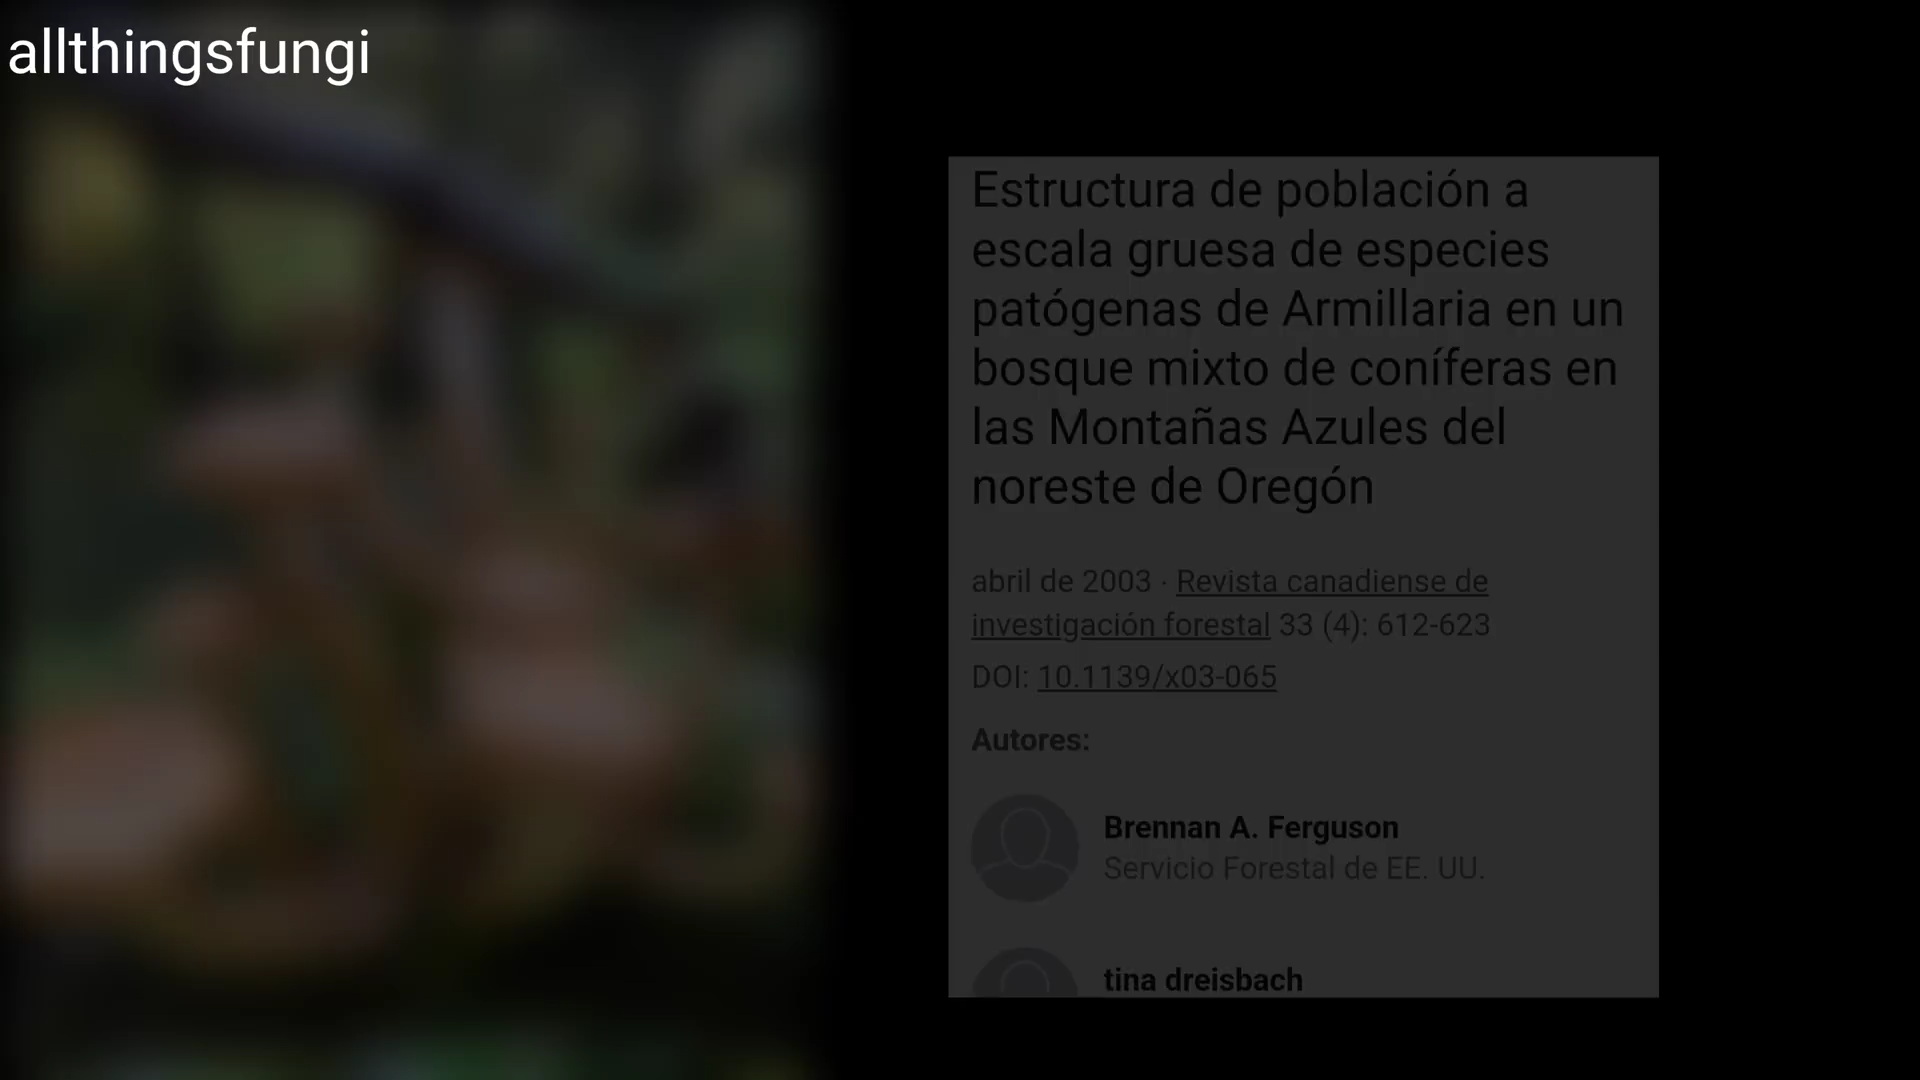 allthingsfungi
Estructura de población a
escala gruesa de especies
patógenas de Armillaria en un
bosque mixto de coníferas en
las Montañas Azules del
noreste de Oregón
abril de 2003 · Revista canadiense de
investigación forestal 33 (4): 612-623
DOI: 10.1139/x03-065
Autores:
Brennan A. Ferguson
Servicio Forestal de EE. UU.
tina dreisbach